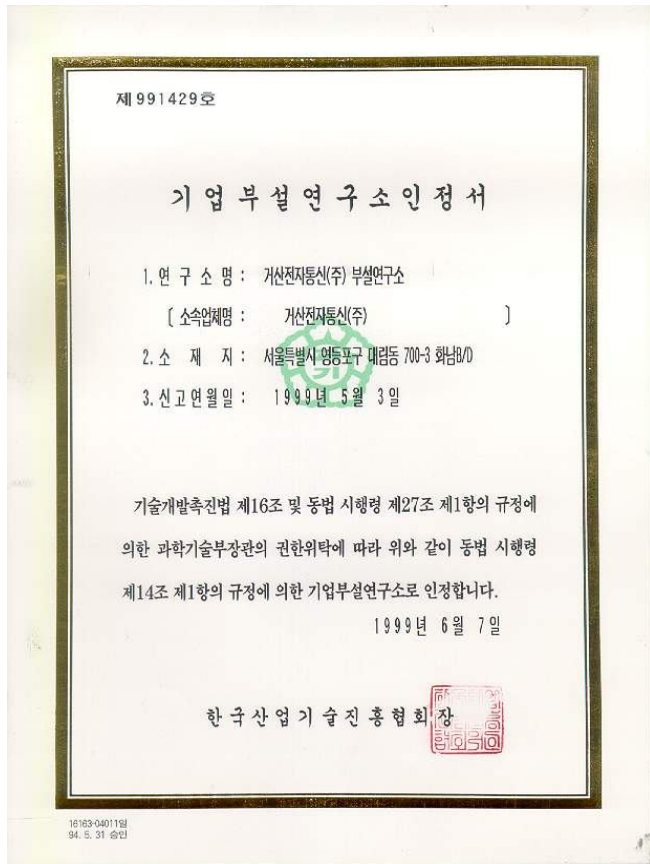 제 991429호
기업부설연구소인정서
1. 연 구 소 명 : 거산전자통신(주) 부설연구소
[ 소속업체명 : 거산전자통신(주) ]
2. 소 재 지 : 서울특별시 영등포구 대림동 700-3 화남B/D
3. 신고연월일 : 1999년 5월 3일
기술개발촉진법 제16조 및 동법 시행령 제27조 제1항의 규정에
의한 과학기술부장관의 권한위탁에 따라 위와 같이 동법 시행령
제14조 제1항의 규정에 의한 기업부설연구소로 인정합니다.
1999년 6월 7일
한국산업기술진흥협회장
16163-04011일
94. 5. 31 승인